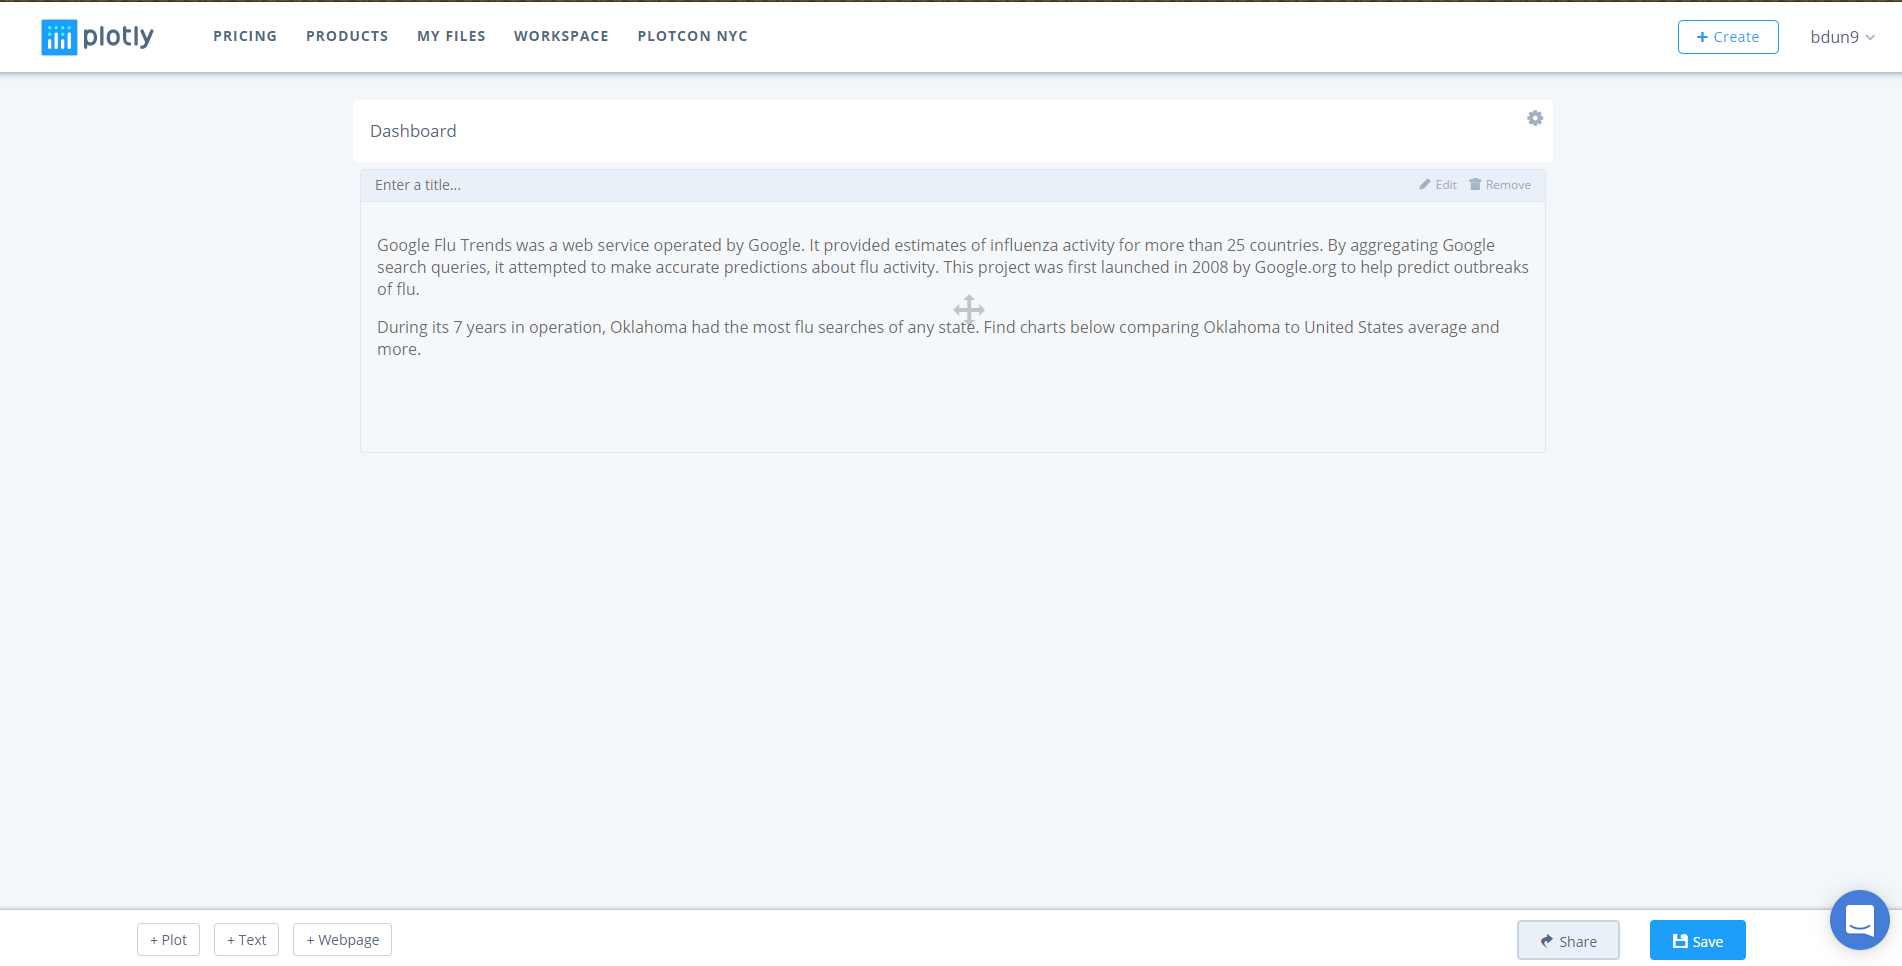 plotly PRICING PRODUCTS MY FILES WORKSPACE PLOTCON NYC + Create bdun9
Dashboard
Enter a title... Edit Remove
Google Flu Trends was a web service operated by Google. It provided estimates of influenza activity for more than 25 countries. By aggregating Google
search queries, it attempted to make accurate predictions about flu activity. This project was first launched in 2008 by Google.org to help predict outbreaks
of flu.
During its 7 years in operation, Oklahoma had the most flu searches of any state. Find charts below comparing Oklahoma to United States average and
more.
+ Plot + Text + Webpage Share Save